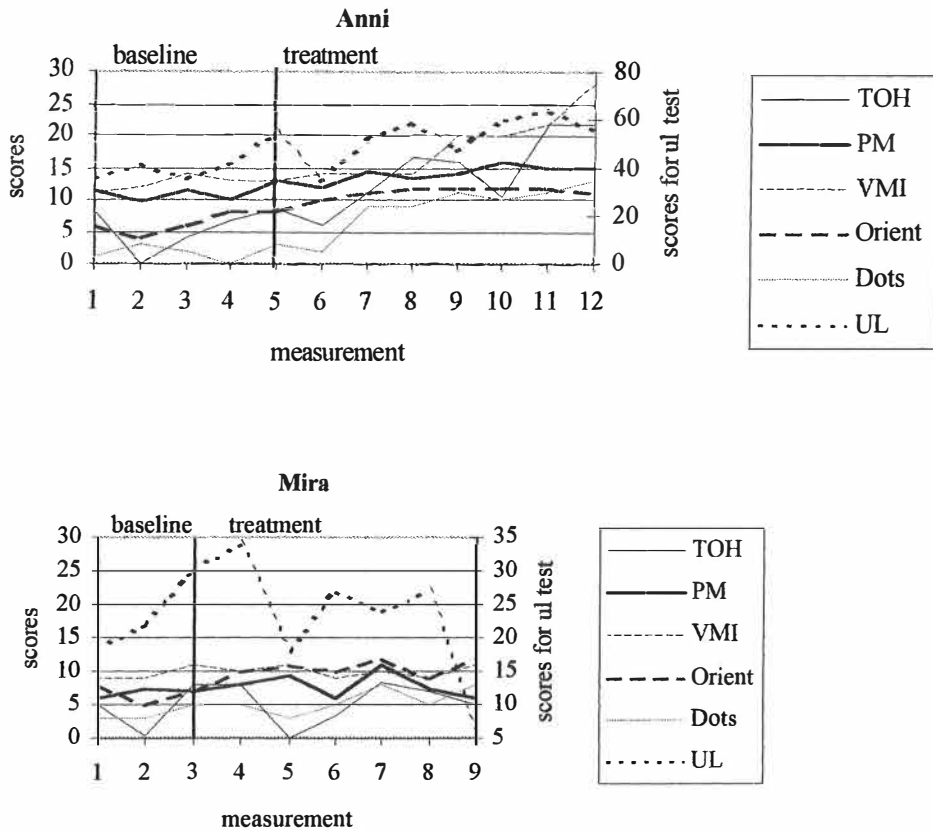 Anni
baseline treatment
30
25
20
15
10
5
0
scores
80
60
40
20
0
scores for ul test
1 2 3 4 5 6 7 8 9 10 11 12
measurement
TOH
PM
VMI
Orient
Dots
UL
Mira
baseline treatment
30
25
20
15
10
5
0
scores
35
30
25
20
15
10
5
scores for ul test
1 2 3 4 5 6 7 8 9
measurement
TOH
PM
VMI
Orient
Dots
UL